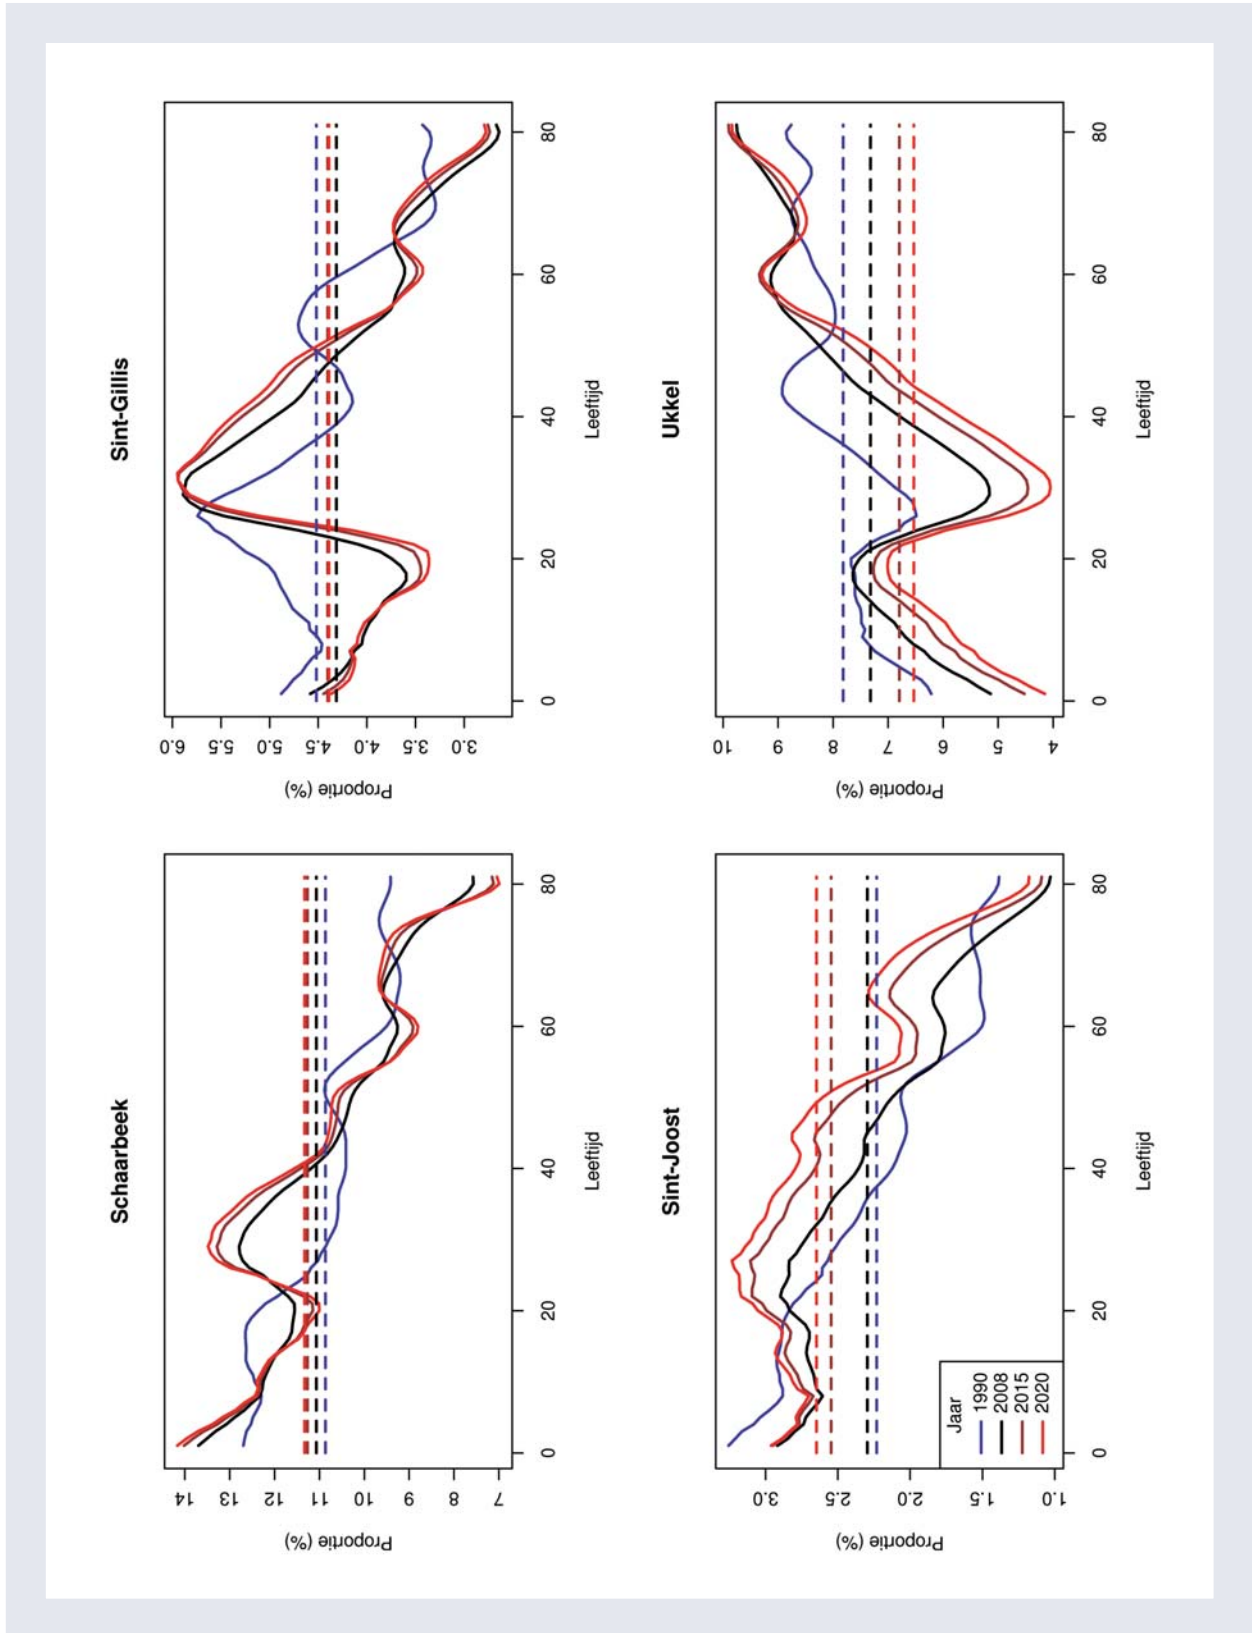 Schaarbeek
Proportie (%)
14
13
12
11
10
9
8
7
0 20 40 60 80
Leeftijd
Sint-Gillis
Proportie (%)
6.0
5.5
5.0
4.5
4.0
3.5
3.0
0 20 40 60 80
Leeftijd
Sint-Joost
Proportie (%)
3.0
2.5
2.0
1.5
1.0
Jaar
1990
2008
2015
2020
0 20 40 60 80
Leeftijd
Ukkel
Proportie (%)
10
9
8
7
6
5
4
0 20 40 60 80
Leeftijd